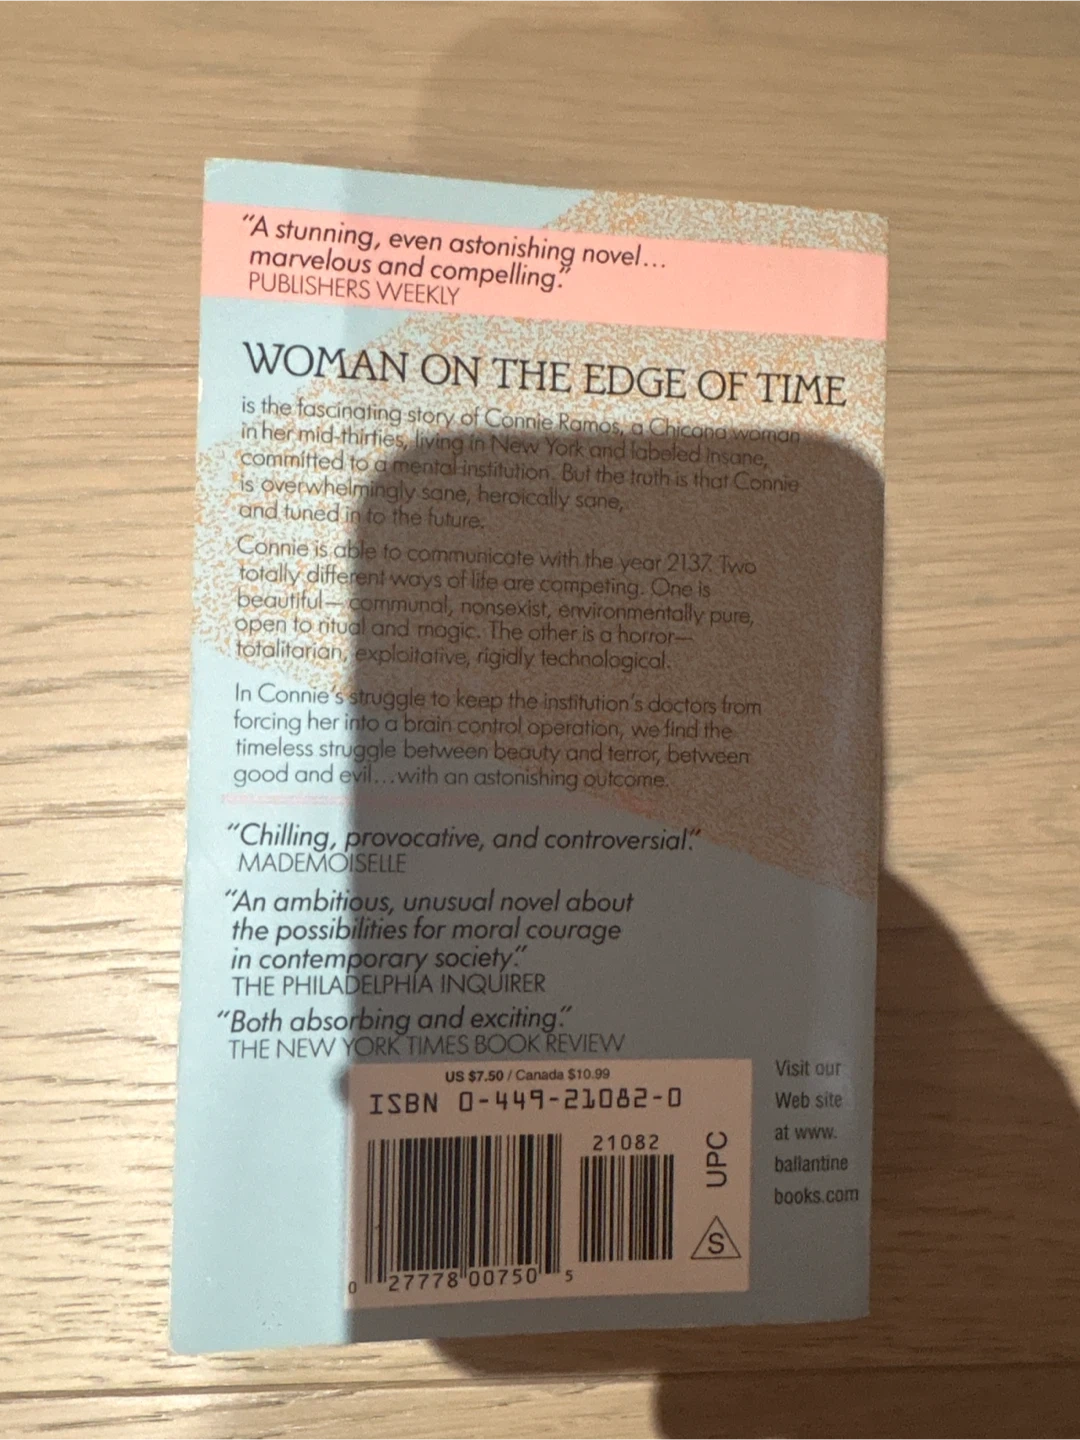 “A stunning, even astonishing novel...
marvelous and compelling.”
PUBLISHERS WEEKLY
WOMAN ON THE EDGE OF TIME
is the fascinating story of Connie Ramos, a Chicana woman
in her mid-thirties, living in New York and labeled insane,
committed to a mental institution. But the truth is that Connie
is overwhelmingly sane, heroically sane,
and tuned in to the future.
Connie is able to communicate with the year 2137. Two
totally different ways of life are competing. One is
beautiful—communal, nonsexist, environmentally pure,
open to ritual and magic. The other is a horror—
totalitarian, exploitative, rigidly technological.
In Connie's struggle to keep the institution's doctors from
forcing her into a brain control operation, we find the
timeless struggle between beauty and terror, between
good and evil...with an astonishing outcome.
“Chilling, provocative, and controversial.”
MADEMOISELLE
“An ambitious, unusual novel about
the possibilities for moral courage
in contemporary society.”
THE PHILADELPHIA INQUIRER
“Both absorbing and exciting.”
THE NEW YORK TIMES BOOK REVIEW
US $7.50 / Canada $10.99
ISBN 0-449-21082-0
21082
UPC
S
0 27778 00750 5
Visit our
Web site
at www.
ballantine
books.com